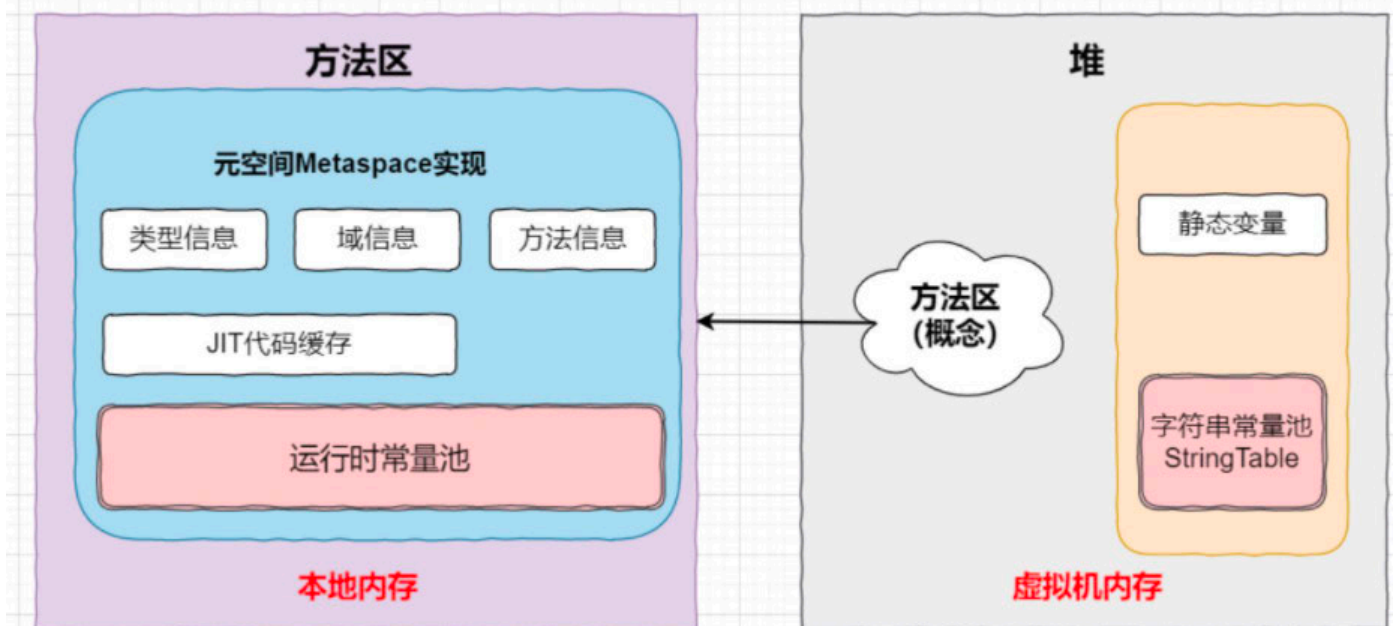 方法区
元空间Metaspace实现
类型信息
域信息
方法信息
JIT代码缓存
运行时常量池
本地内存
堆
方法区
(概念)
静态变量
字符串常量池
StringTable
虚拟机内存